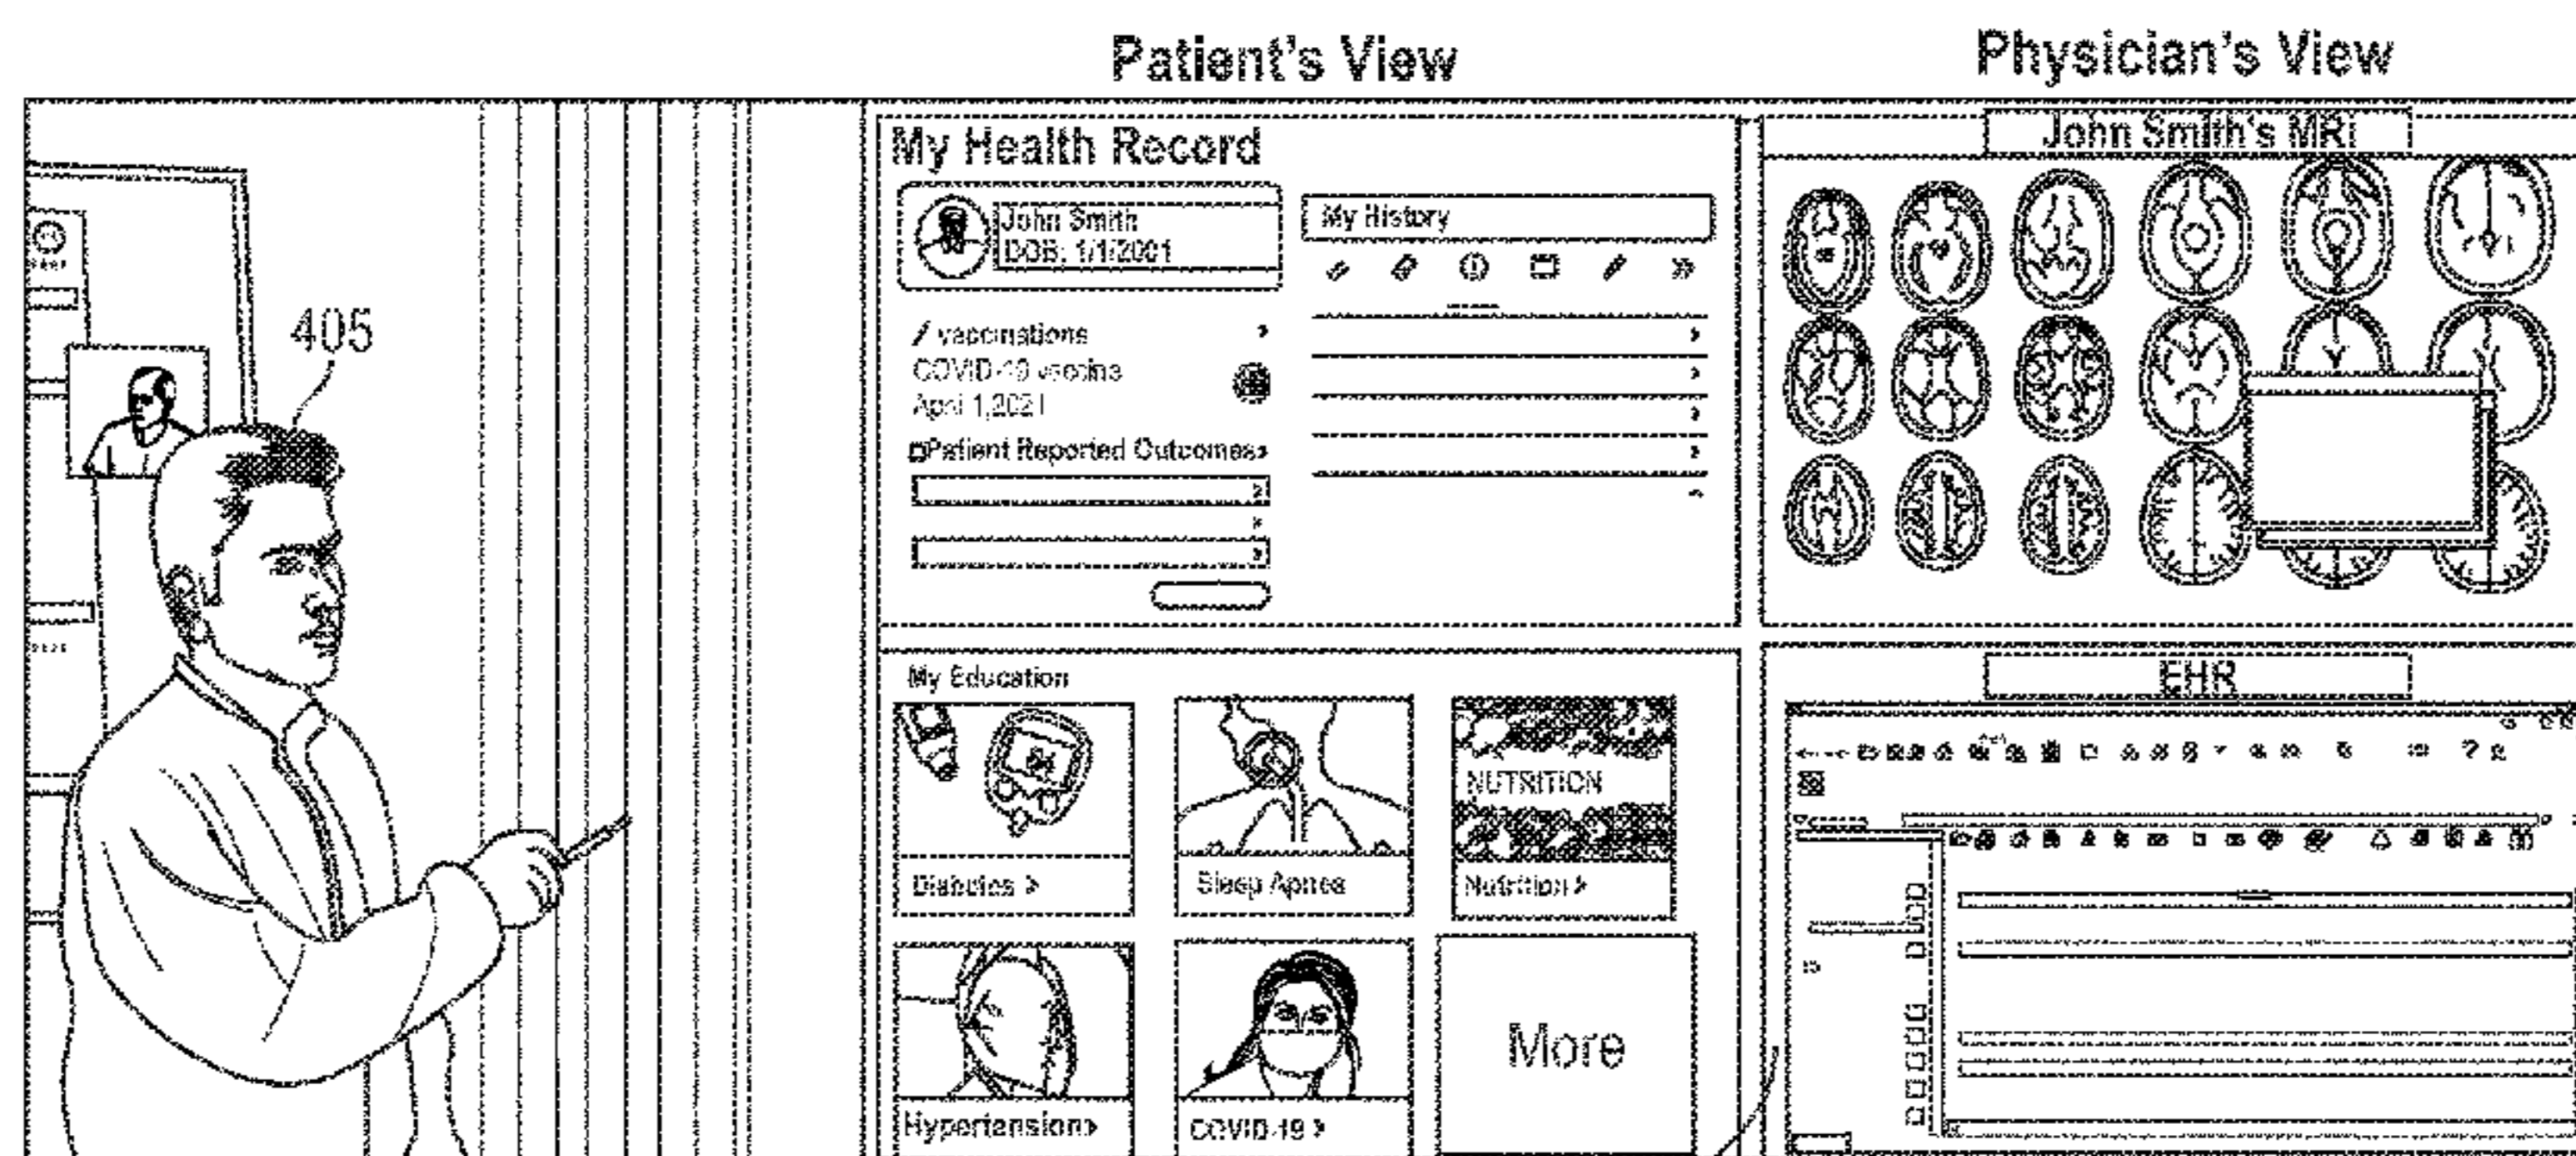 Patient's View
Physician's View
405
My Health Record
John Smith
DOB: 1/1/2001
My History
vaccinations
COVID-19 vaccine
April 1,2021
Patient Reported Outcomes
John Smith's MRI
EHR
My Education
NUTRITION
Diabetes >
Sleep Apnea
Nutrition >
Hypertension>
COVID-19 >
More